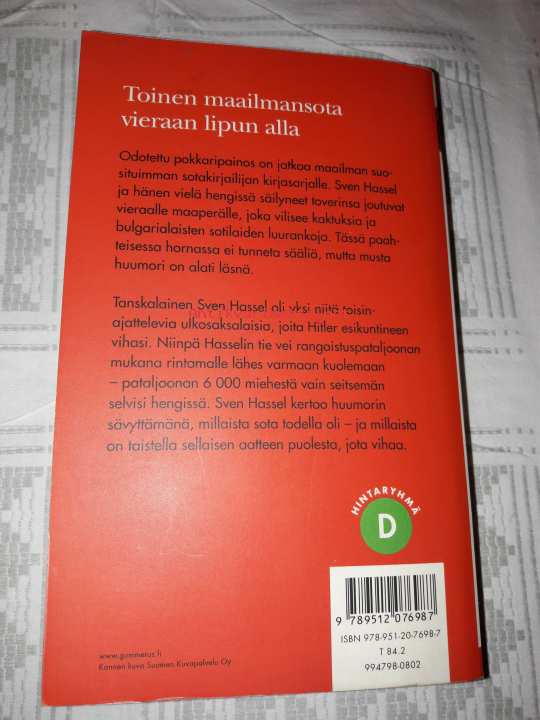 Toinen maailmansota
vieraan lipun alla
Odotettu pokkaripainos on jatkoa maailman suo-
situimman sotakirjailijan kirjasarjalle. Sven Hassel
ja hänen vielä hengissä säilyneet toverinsa joutuvat
vieraalle maaperälle, joka vilisee kaktuksia ja
bulgarialaisten sotilaiden luurankoja. Tässä paah-
teisessa hornassa ei tunneta sääliä, mutta musta
huumori on alati läsnä.
Tanskalainen Sven Hassel oli yksi niitä toisin-
ajattelevia ulkosaksalaisia, joita Hitler esikuntineen
vihasi. Niinpä Hasselin tie vei rangaistuspataljoonan
mukana rintamalle lähes varmaan kuolemaan
– pataljoonan 6 000 miehestä vain seitsemän
selvisi hengissä. Sven Hassel kertoo huumorin
sävyttämänä, millaista sota todella oli – ja millaista
on taistella sellaisen aatteen puolesta, jota vihaa.
HINTARYHMÄ
D
9 789512 076987
ISBN 978-951-20-7698-7
T 84.2
994798-0802
www.gummerus.fi
Kannen kuva Suomen Kuvapalvelu Oy